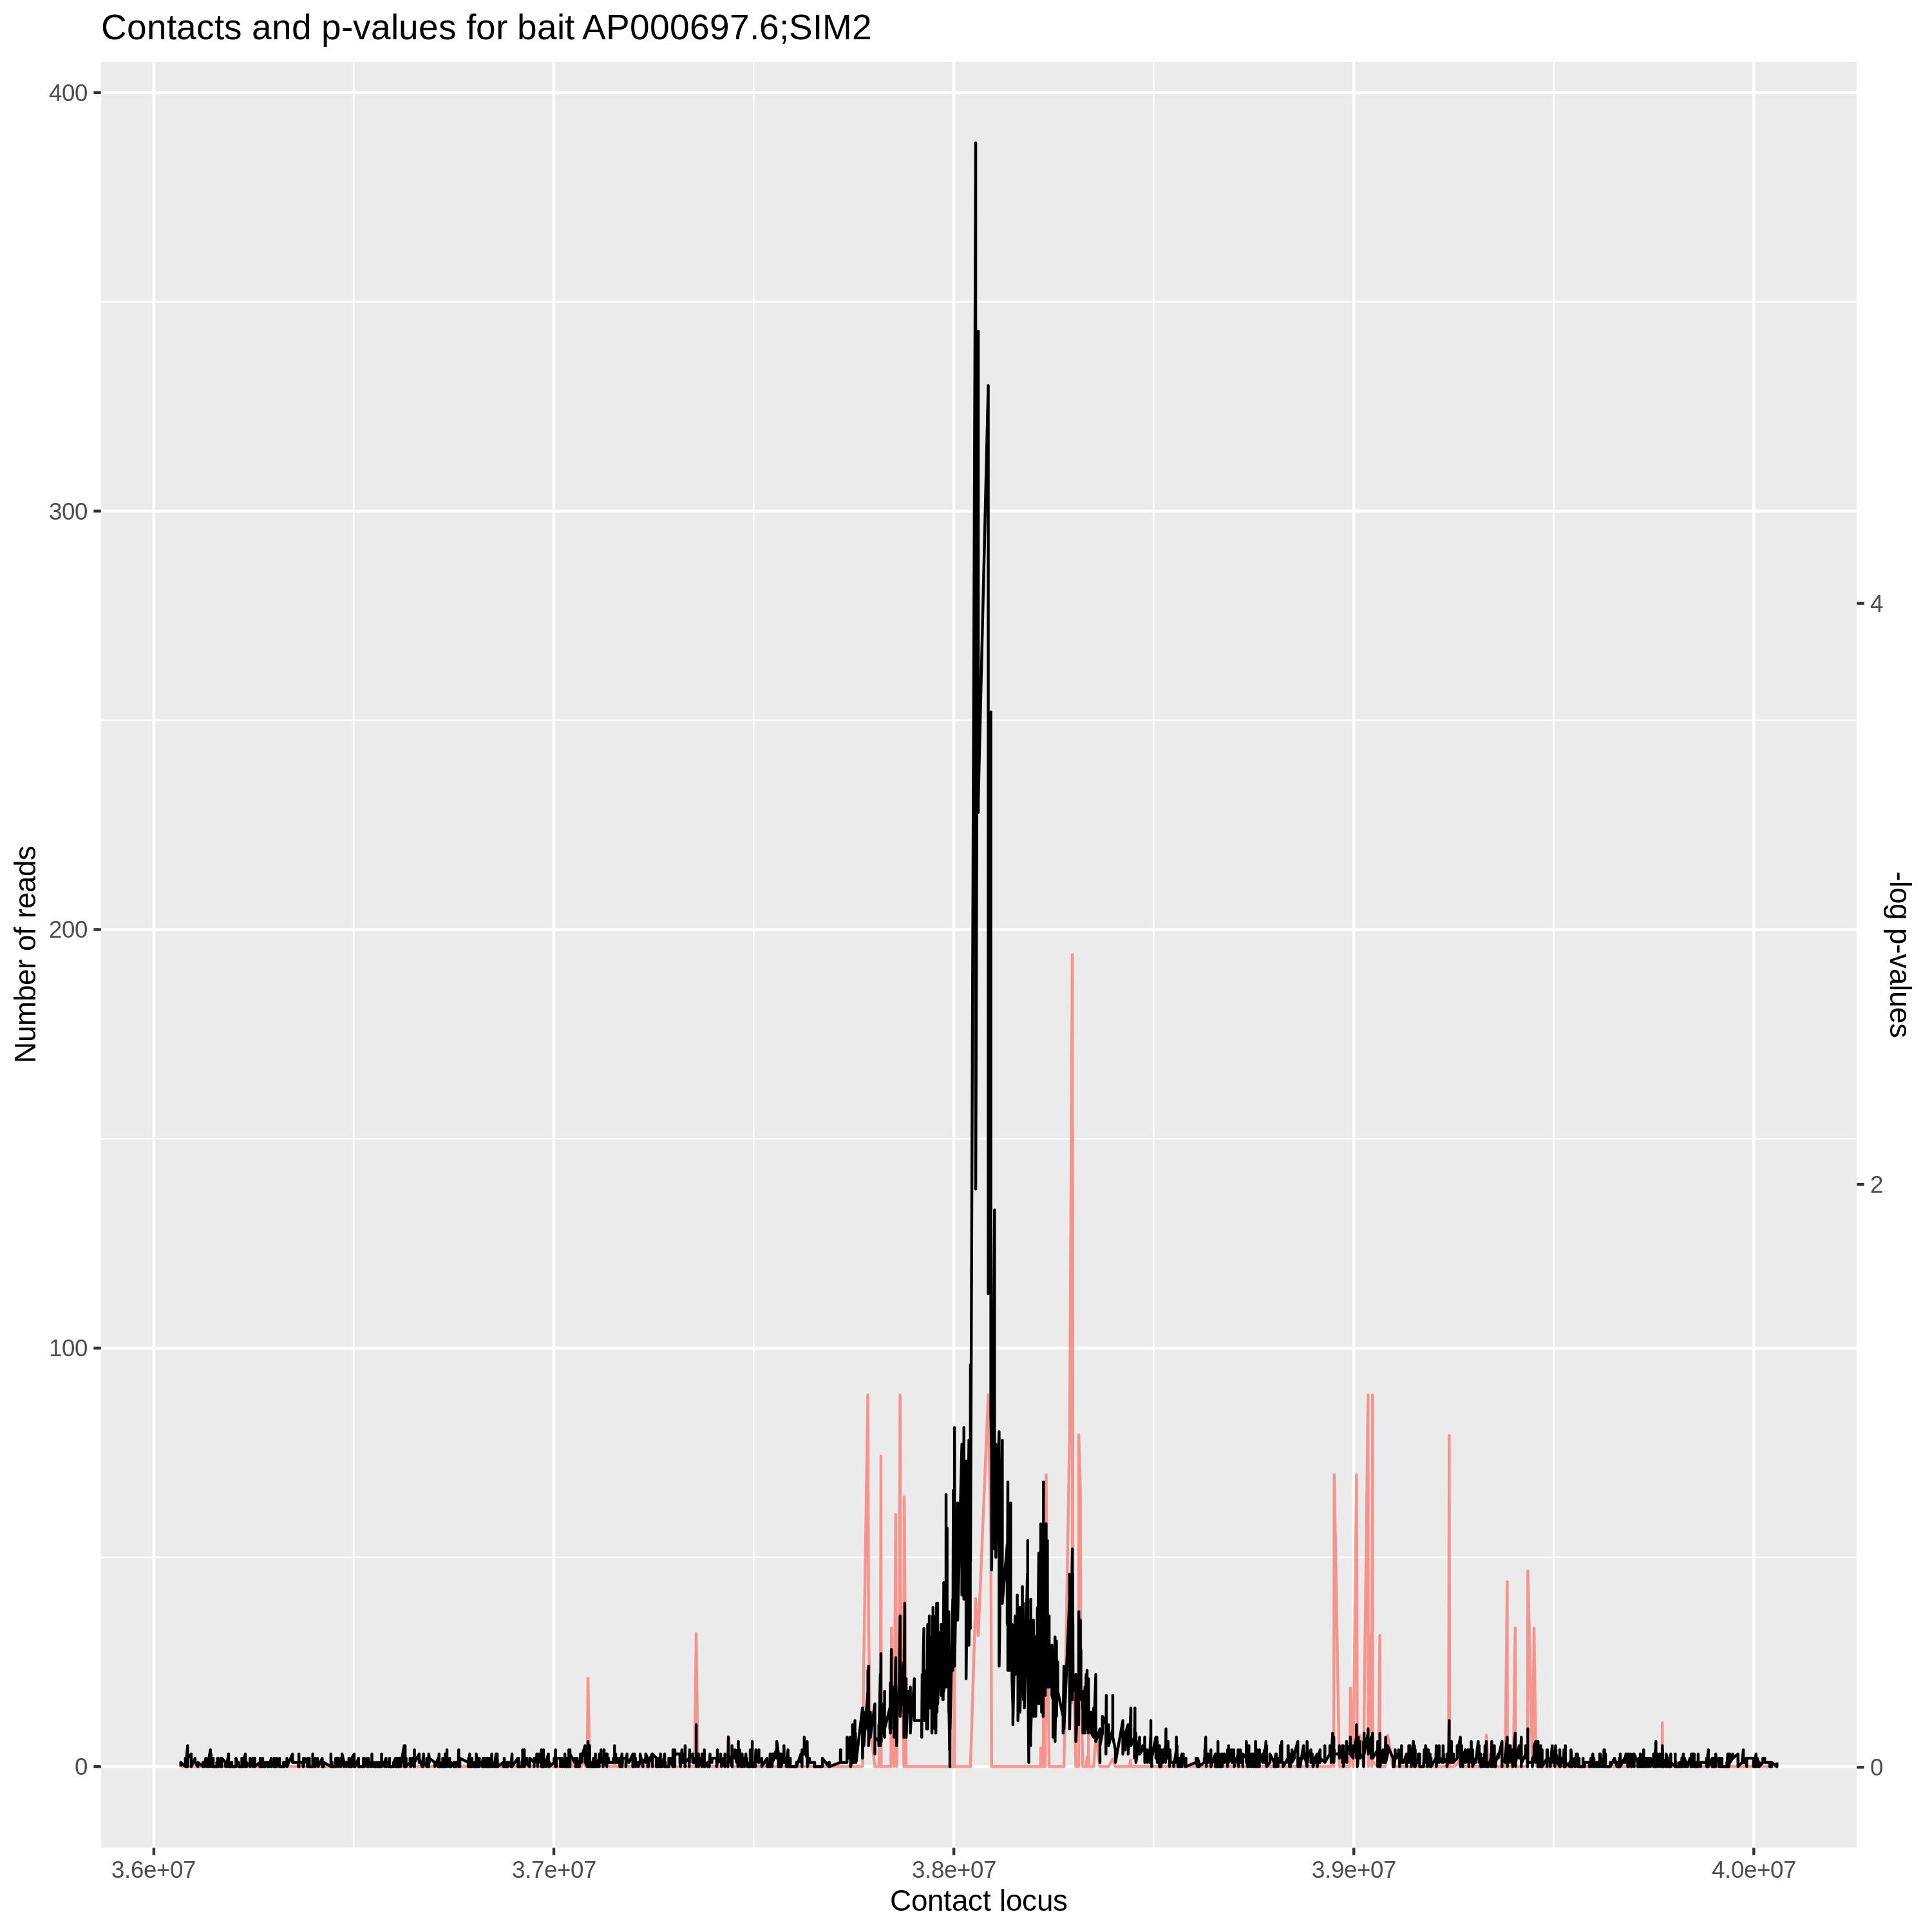 Contacts and p-values for bait AP000697.6;SIM2
400
300
200
100
0
Number of reads
4
2
0
-log p-values
3.6e+07 3.7e+07 3.8e+07 3.9e+07 4.0e+07
Contact locus